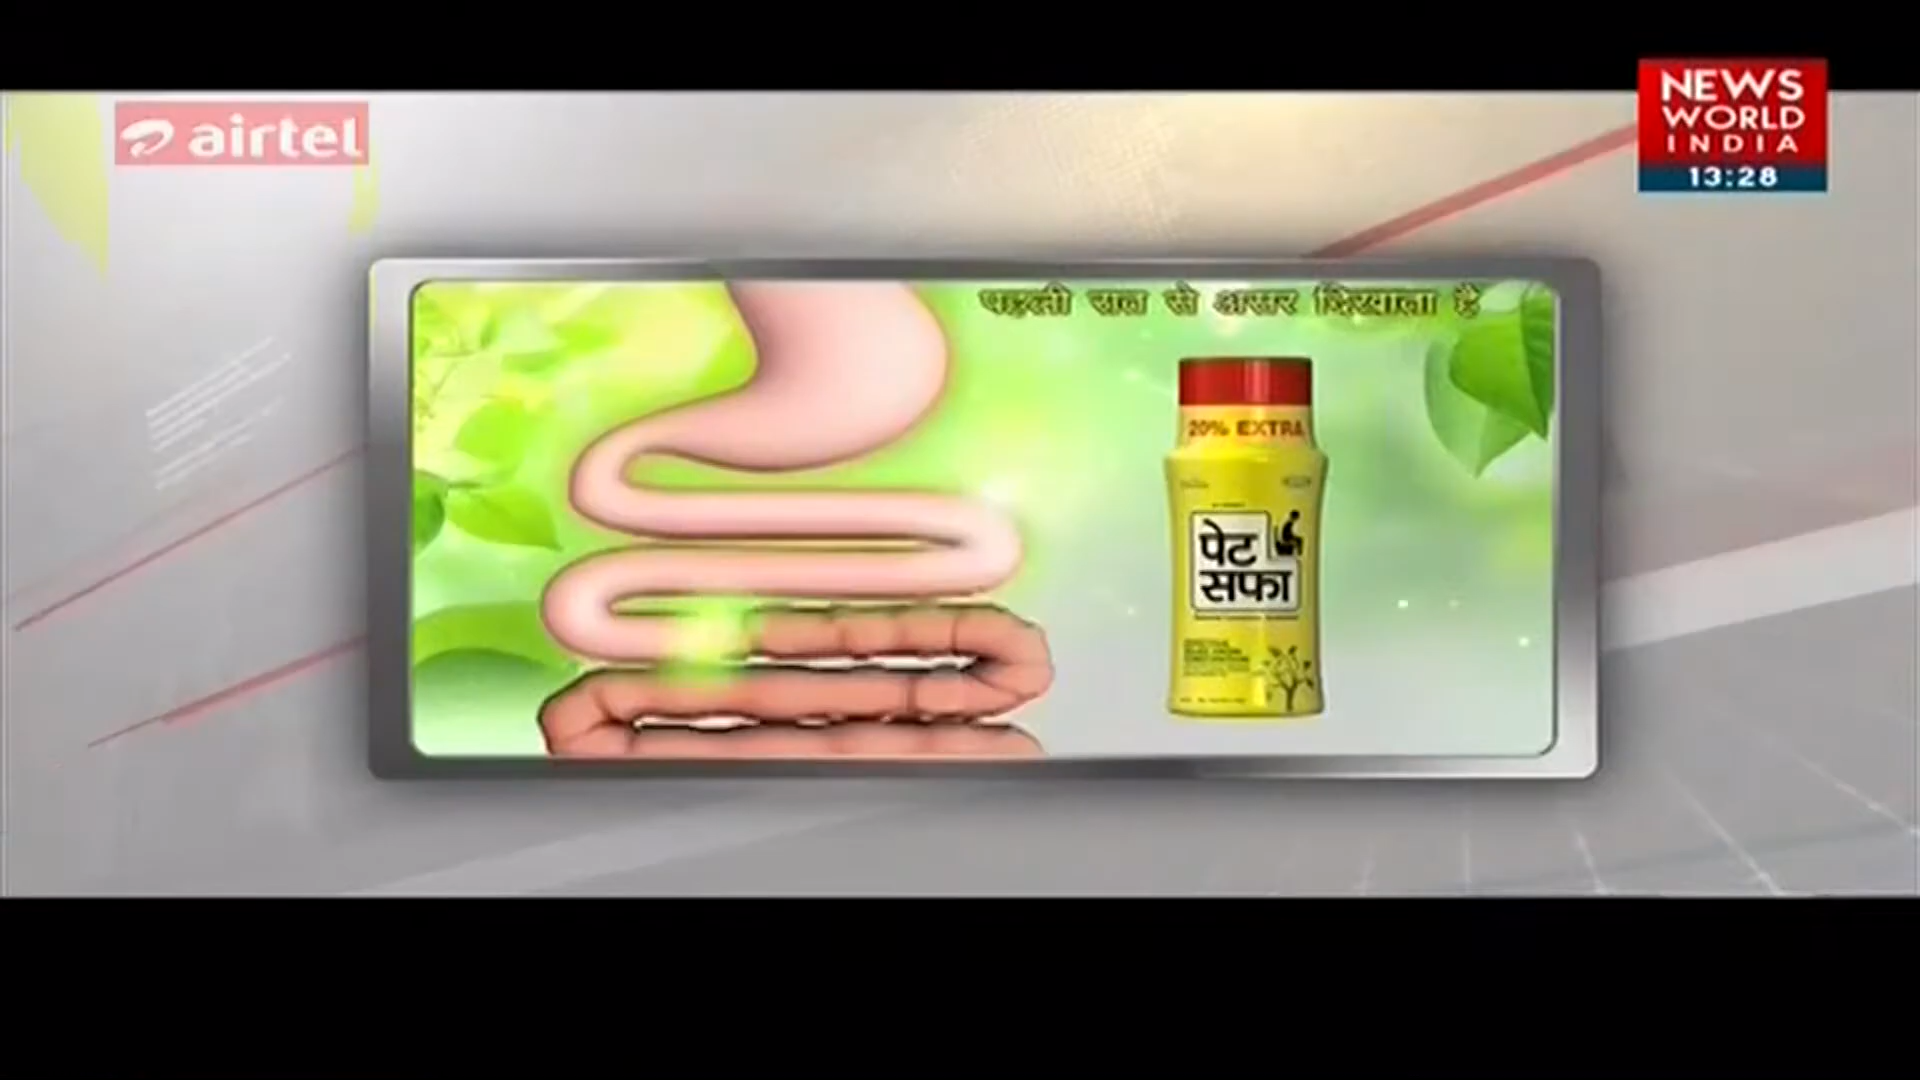 airtel
NEWS
WORLD
INDIA
13:28
पहली रात से असर दिखाता है
20% EXTRA
पेट
सफा